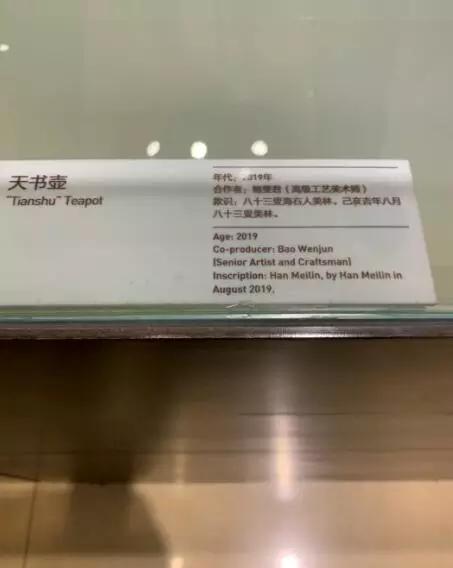 天书壶
"Tianshu" Teapot
年代：2019年
合作者：鲍雯君（高级工艺美术师）
款识：八十三叟海右人美林。己亥吉年八月
八十三叟美林。
Age: 2019
Co-producer: Bao Wenjun
(Senior Artist and Craftsman)
Inscription: Han Meilin, by Han Meilin in
August 2019.